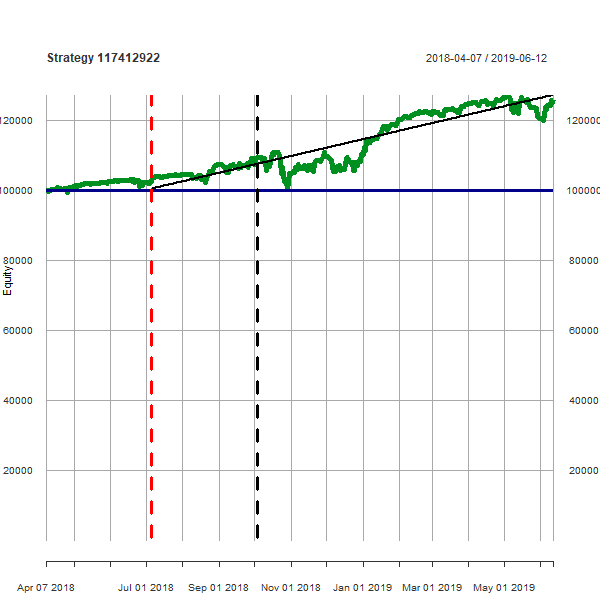 Strategy 117412922
2018-04-07 / 2019-06-12
120000
120000
100000
100000
80000
80000
Equity
60000
60000
40000
40000
20000
20000
Apr 07 2018
Jul 01 2018
Sep 01 2018
Nov 01 2018
Jan 01 2019
Mar 01 2019
May 01 2019